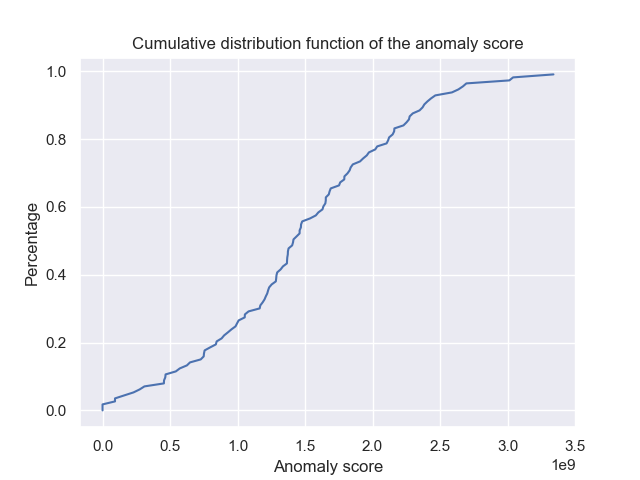 Cumulative distribution function of the anomaly score
1.0
0.8
0.6
0.4
0.2
0.0
Percentage
0.0 0.5 1.0 1.5 2.0 2.5 3.0 3.5
1e9
Anomaly score